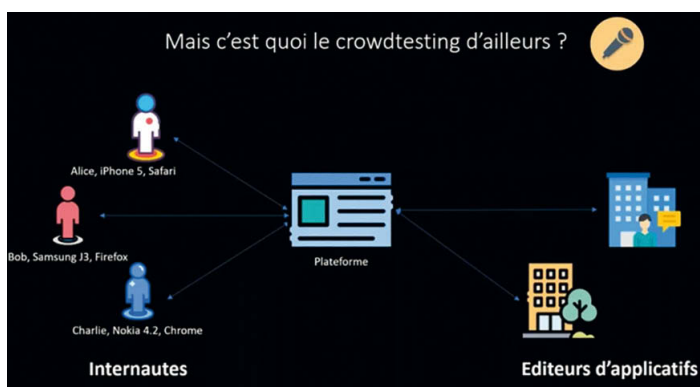 Mais c'est quoi le crowdtesting d'ailleurs ?
Alice, iPhone 5, Safari
Bob, Samsung J3, Firefox
Charlie, Nokia 4.2, Chrome
Plateforme
Internautes
Editeurs d'applicatifs